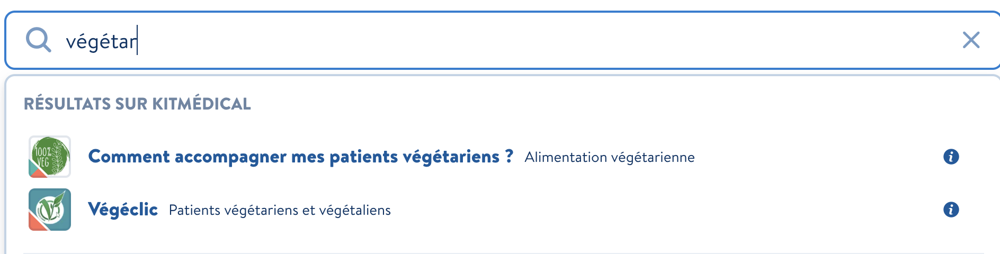 végétar
RÉSULTATS SUR KITMÉDICAL
100%
VEG
Comment accompagner mes patients végétariens ? Alimentation végétarienne
Végéclic Patients végétariens et végétaliens